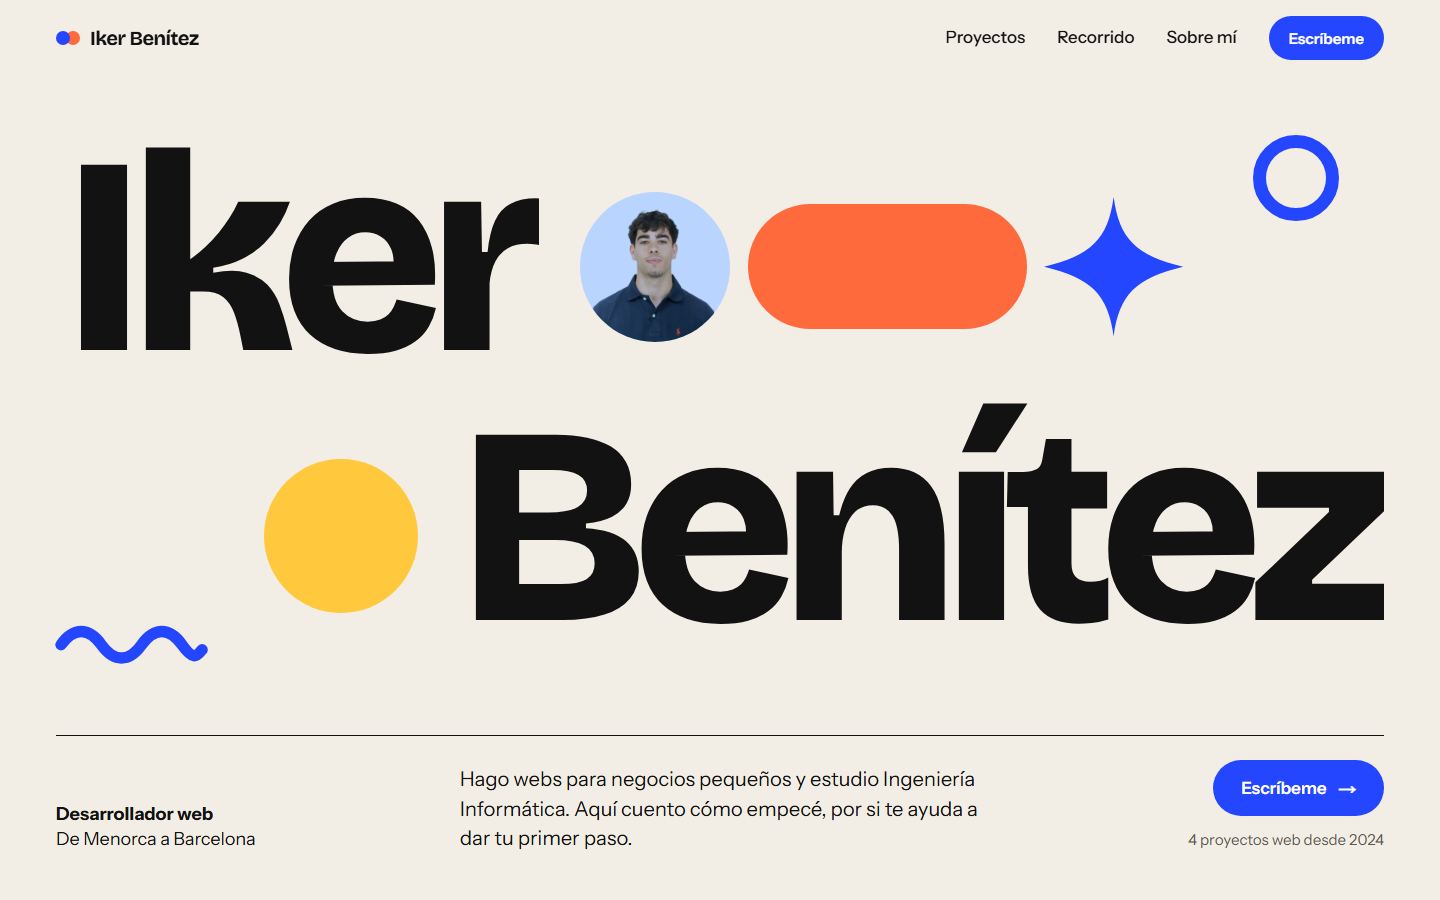 Iker Benítez
Proyectos
Recorrido
Sobre mí
Escríbeme
Iker
Benítez
Desarrollador web
De Menorca a Barcelona
Hago webs para negocios pequeños y estudio Ingeniería
Informática. Aquí cuento cómo empecé, por si te ayuda a
dar tu primer paso.
Escríbeme →
4 proyectos web desde 2024